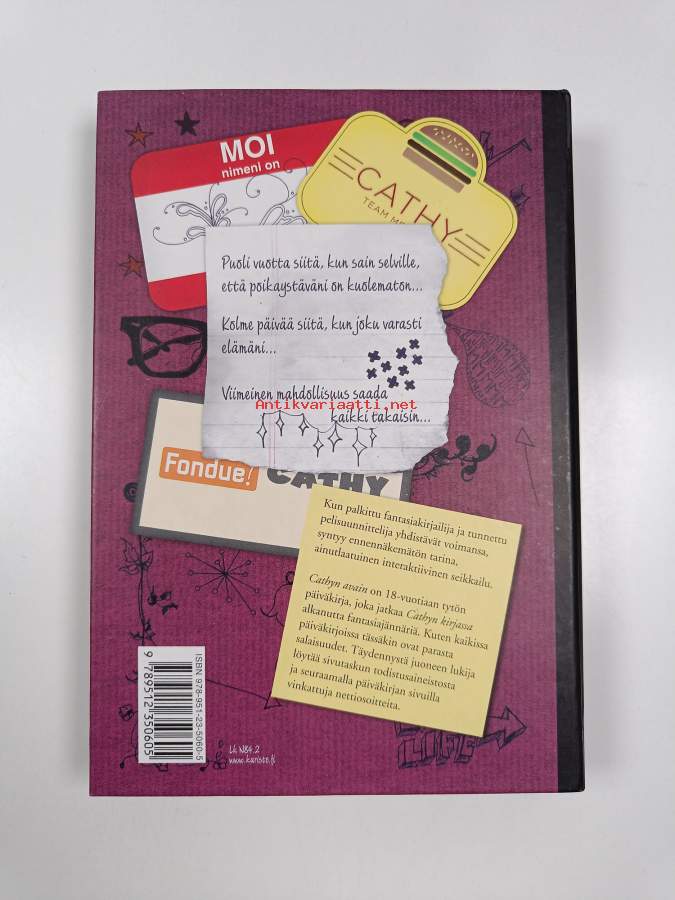 MOI
nimeni on
CATHY
TEAM
Puoli vuotta siitä, kun sain selville,
että poikaystäväni on kuolematon...
Kolme päivää siitä, kun joku varasti
elämäni...
Viimeinen mahdollisuus saada
Antikvariaatti.net
kaikki takaisin...
Fondue!
CATHY
Kun palkittu fantasiakirjailija ja tunnettu
pelisuunnittelija yhdistävät voimansa,
syntyy ennennäkemätön tarina,
ainutlaatuinen interaktiivinen seikkailu.
Cathyn avain on 18-vuotiaan tytön
päiväkirja, joka jatkaa Cathyn kirjassa
alkanutta fantasiajännäriä. Kuten kaikissa
päiväkirjoissa tässäkin ovat parasta
salaisuudet. Täydennystä juoneen lukija
löytää sivutaskun todistusaineistosta
ja seuraamalla päiväkirjan sivuilla
vinkattuja nettiosoitteita.
ISBN 978-951-23-5060-5
9 789512 350605
Lk N84.2
www.karisto.fi
LIFE